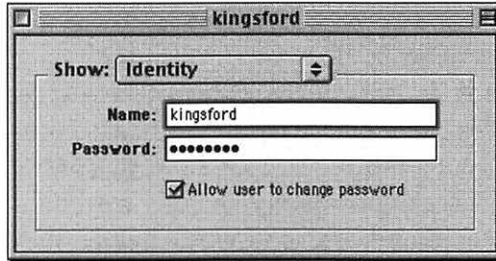 kingsford
Show: Identity
Name: kingsford
Password: ••••••••
Allow user to change password